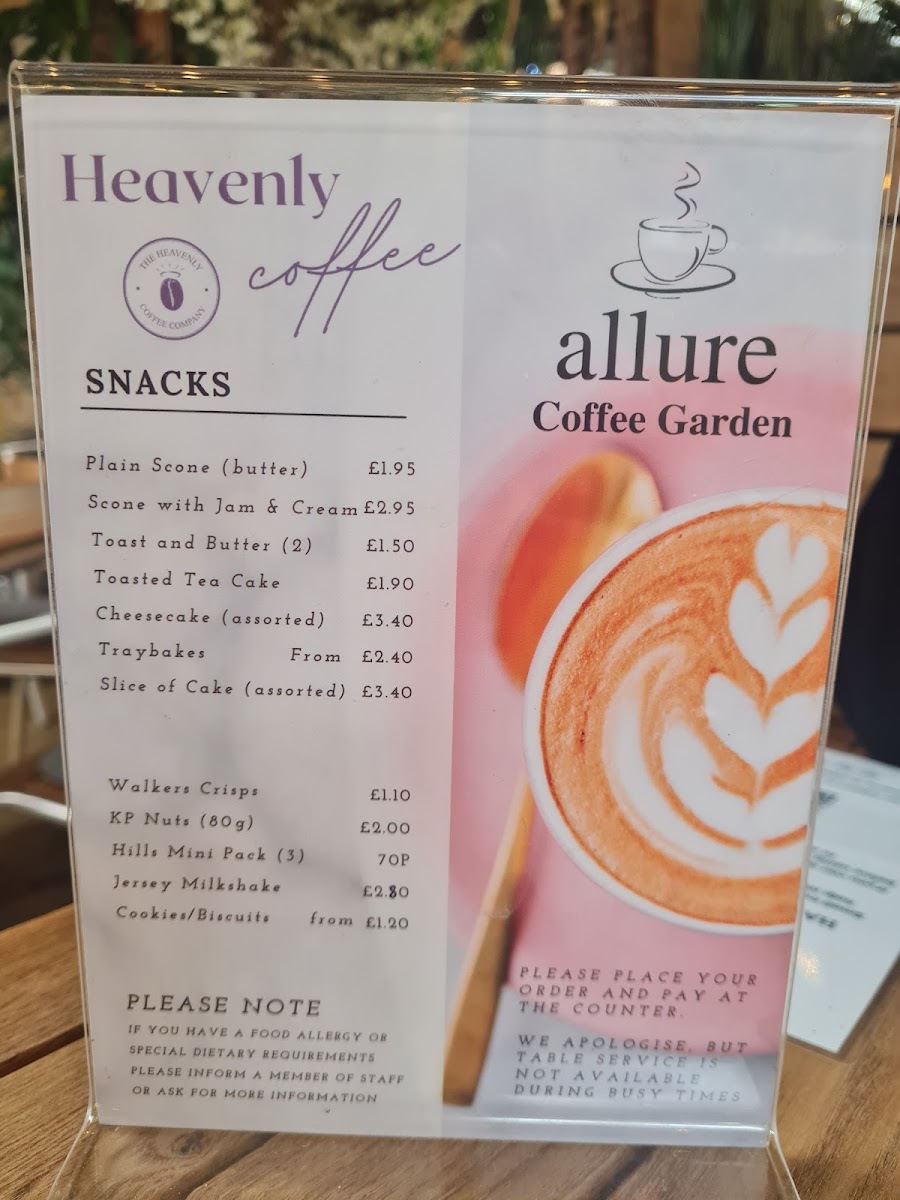 Heavenly
coffee
THE HEAVENLY
COFFEE COMPANY
SNACKS
Plain Scone (butter) £1.95
Scone with Jam & Cream £2.95
Toast and Butter (2) £1.50
Toasted Tea Cake £1.90
Cheesecake (assorted) £3.40
Traybakes From £2.40
Slice of Cake (assorted) £3.40
Walkers Crisps £1.10
KP Nuts (80g) £2.00
Hills Mini Pack (3) 70P
Jersey Milkshake £2.80
Cookies/Biscuits from £1.20
PLEASE NOTE
IF YOU HAVE A FOOD ALLERGY OR
SPECIAL DIETARY REQUIREMENTS
PLEASE INFORM A MEMBER OF STAFF
OR ASK FOR MORE INFORMATION
allure
Coffee Garden
PLEASE PLACE YOUR
ORDER AND PAY AT
THE COUNTER.
WE APOLOGISE, BUT
TABLE SERVICE IS
NOT AVAILABLE
DURING BUSY TIMES